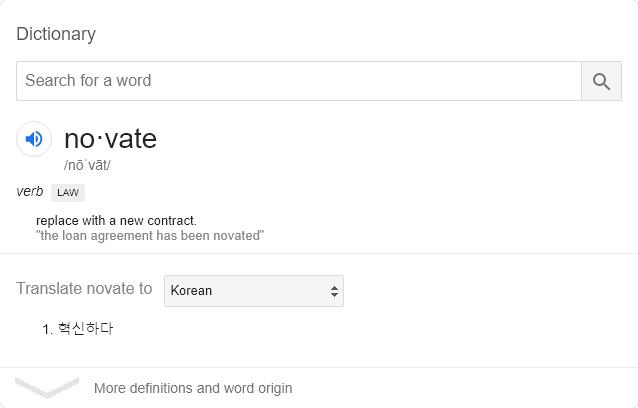 Dictionary
Search for a word
no·vate
/nōˈvāt/
verb LAW
replace with a new contract.
"the loan agreement has been novated"
Translate novate to Korean
1. 혁신하다
More definitions and word origin